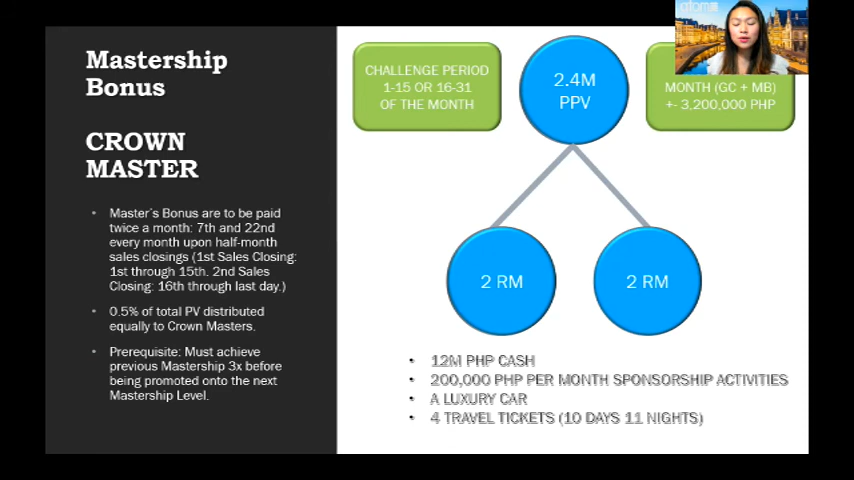 Mastership
Bonus
CROWN
MASTER
• Master's Bonus are to be paid
twice a month: 7th and 22nd
every month upon half-month
sales closings (1st Sales Closing:
1st through 15th. 2nd Sales
Closing: 16th through last day.)
• 0.5% of total PV distributed
equally to Crown Masters.
• Prerequisite: Must achieve
previous Mastership 3x before
being promoted onto the next
Mastership Level.
CHALLENGE PERIOD
1-15 OR 16-31
OF THE MONTH
2.4M
PPV
MONTH (GC + MB)
+- 3,200,000 PHP
2 RM
2 RM
• 12M PHP CASH
• 200,000 PHP PER MONTH SPONSORSHIP ACTIVITIES
• A LUXURY CAR
• 4 TRAVEL TICKETS (10 DAYS 11 NIGHTS)